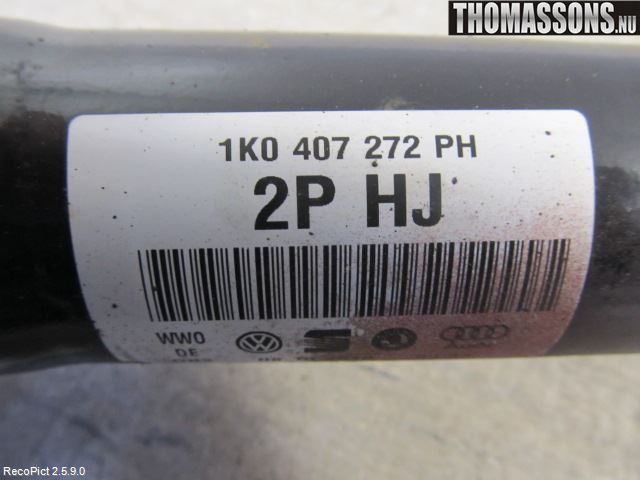 THOMASSONS.NU
1K0 407 272 PH
2P HJ
WW0
DE
RecoPict 2.5.9.0